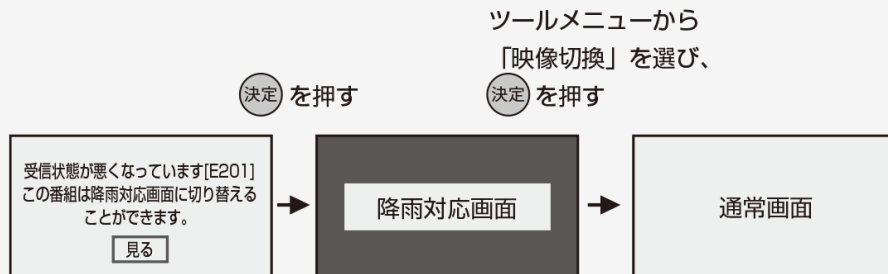 ツールメニューから
「映像切換」を選び、
決定 を押す
決定 を押す
受信状態が悪くなっています[E201]
この番組は降雨対応画面に切り替える
ことができます。
見る
降雨対応画面
通常画面